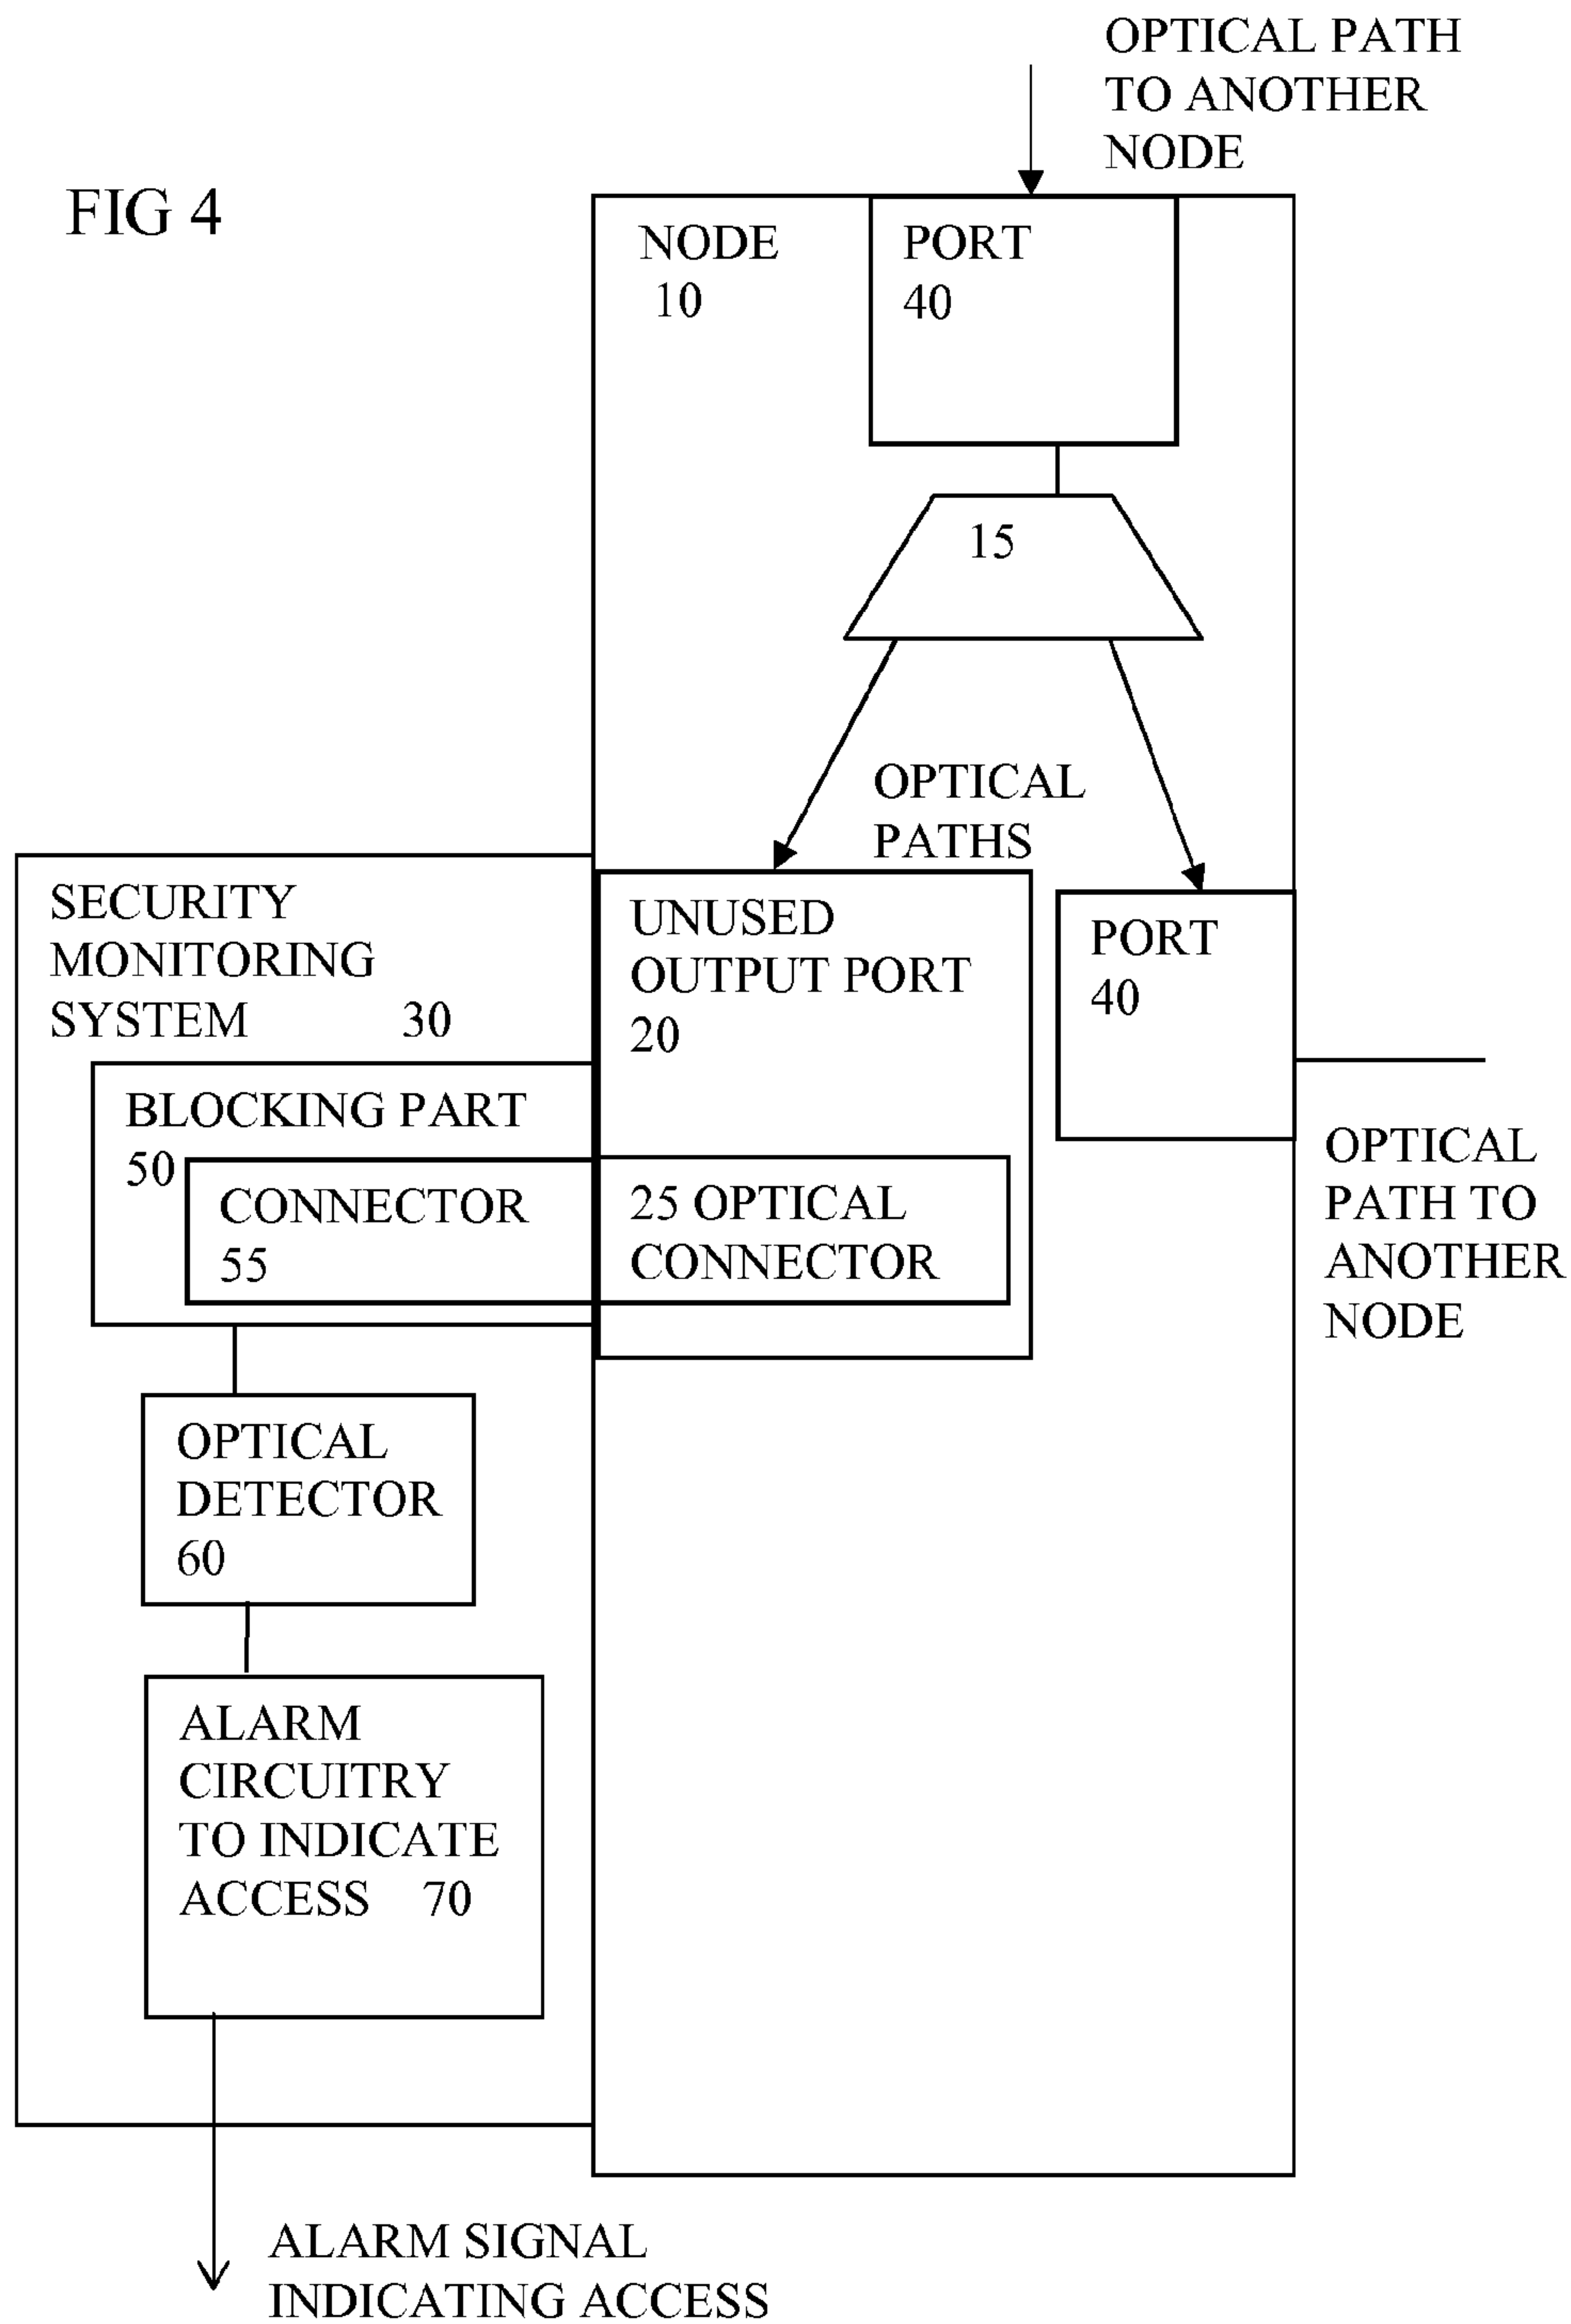 OPTICAL PATH
TO ANOTHER
NODE
FIG 4
NODE
10
PORT
40
15
OPTICAL
PATHS
SECURITY
MONITORING
SYSTEM 30
UNUSED
OUTPUT PORT
20
PORT
40
BLOCKING PART
50
CONNECTOR
55
25 OPTICAL
CONNECTOR
OPTICAL
PATH TO
ANOTHER
NODE
OPTICAL
DETECTOR
60
ALARM
CIRCUITRY
TO INDICATE
ACCESS 70
ALARM SIGNAL
INDICATING ACCESS